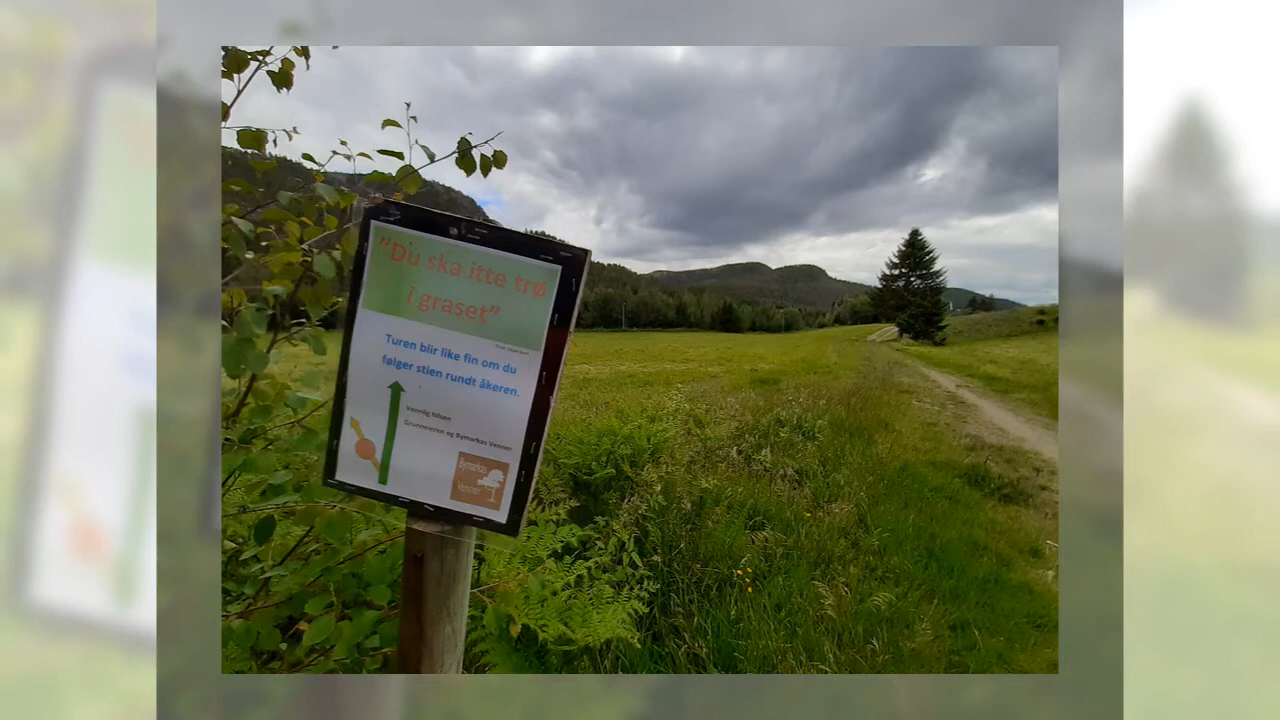 "Du ska itte trø
i graset"
Turen blir like fin om du
følger stien rundt åkeren.
Vennlig hilsen
Grunneieren og Bymarkas Venner
Bymarkas
Venner